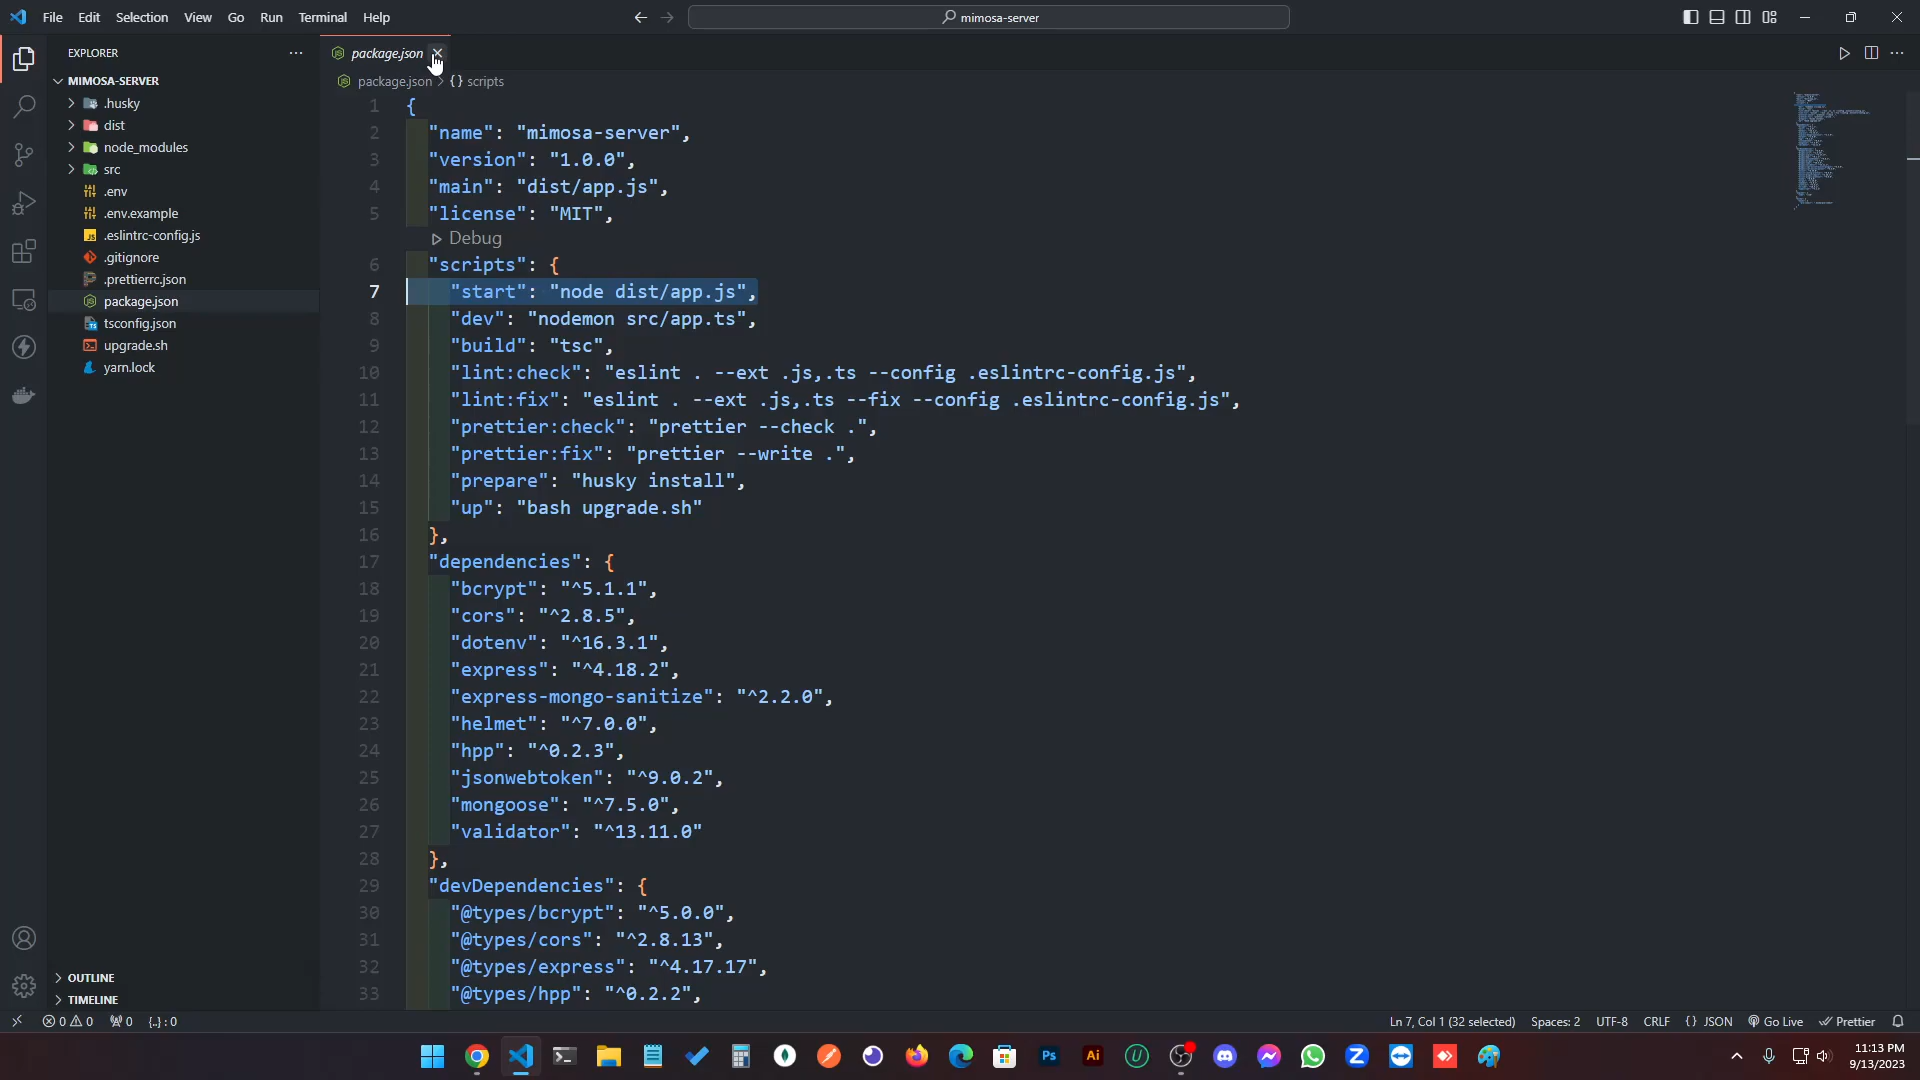 File Edit Selection View Go Run Terminal Help
mimosa-server
EXPLORER
MIMOSA-SERVER
.husky
dist
node_modules
src
.env
.env.example
.eslintrc-config.js
.gitignore
.prettierrc.json
package.json
tsconfig.json
upgrade.sh
yarn.lock
OUTLINE
TIMELINE
package.json
package.json > {} scripts
1 {
2 "name": "mimosa-server",
3 "version": "1.0.0",
4 "main": "dist/app.js",
5 "license": "MIT",
Debug
6 "scripts": {
7 "start": "node dist/app.js",
8 "dev": "nodemon src/app.ts",
9 "build": "tsc",
10 "lint:check": "eslint . --ext .js,.ts --config .eslintrc-config.js",
11 "lint:fix": "eslint . --ext .js,.ts --fix --config .eslintrc-config.js",
12 "prettier:check": "prettier --check .",
13 "prettier:fix": "prettier --write .",
14 "prepare": "husky install",
15 "up": "bash upgrade.sh"
16 },
17 "dependencies": {
18 "bcrypt": "^5.1.1",
19 "cors": "^2.8.5",
20 "dotenv": "^16.3.1",
21 "express": "^4.18.2",
22 "express-mongo-sanitize": "^2.2.0",
23 "helmet": "^7.0.0",
24 "hpp": "^0.2.3",
25 "jsonwebtoken": "^9.0.2",
26 "mongoose": "^7.5.0",
27 "validator": "^13.11.0"
28 },
29 "devDependencies": {
30 "@types/bcrypt": "^5.0.0",
31 "@types/cors": "^2.8.13",
32 "@types/express": "^4.17.17",
33 "@types/hpp": "^0.2.2",
0 0 0 {..}: 0
Ln 7, Col 1 (32 selected) Spaces: 2 UTF-8 CRLF {} JSON Go Live Prettier
Ps Ai
11:13 PM
9/13/2023